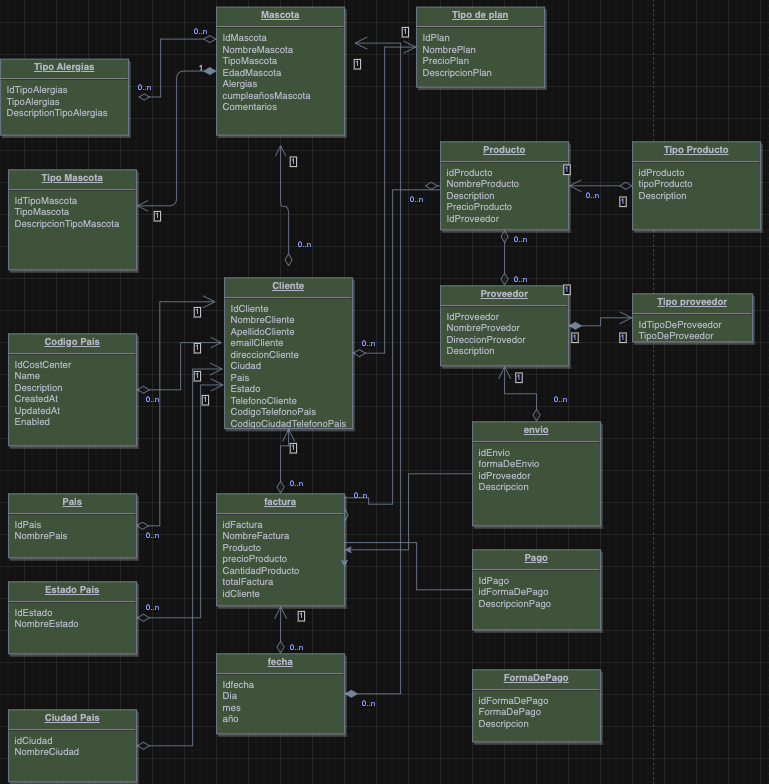 Mascota
IdMascota
NombreMascota
TipoMascota
EdadMascota
Alergias
cumpleañosMascota
Comentarios
Tipo de plan
IdPlan
NombrePlan
PrecioPlan
DescripcionPlan
Tipo Alergias
IdTipoAlergias
TipoAlergias
DescriptionTipoAlergias
0..n
0..n
1
1
1
Tipo Mascota
IdTipoMascota
TipoMascota
DescripcionTipoMascota
1
1
0..n
Producto
idProducto
NombreProducto
Description
PrecioProducto
IdProveedor
1
0..n
0..n
1
0..n
Tipo Producto
idProducto
tipoProducto
Description
Cliente
IdCliente
NombreCliente
ApellidoCliente
emailCliente
direccionCliente
Ciudad
Pais
Estado
TelefonoCliente
CodigoTelefonoPais
CodigoCiudadTelefonoPais
1
1
1
1
0..n
1
0..n
Proveedor
IdProveedor
NombreProvedor
DireccionProvedor
Description
1
1
1
1
Tipo proveedor
IdTipoDeProveedor
TipoDeProveedor
Codigo Pais
IdCostCenter
Name
Description
CreatedAt
UpdatedAt
Enabled
0..n
0..n
envio
idEnvio
formaDeEnvio
idProveedor
Descripcion
Pais
IdPais
NombrePais
0..n
factura
idFactura
NombreFactura
Producto
precioProducto
CantidadProducto
totalFactura
idCliente
0..n
0..n
1
0..n
Pago
IdPago
idFormaDePago
DescripcionPago
Estado Pais
IdEstado
NombreEstado
0..n
fecha
Idfecha
Dia
mes
año
0..n
FormaDePago
idFormaDePago
FormaDePago
Descripcion
Ciudad Pais
idCiudad
NombreCiudad